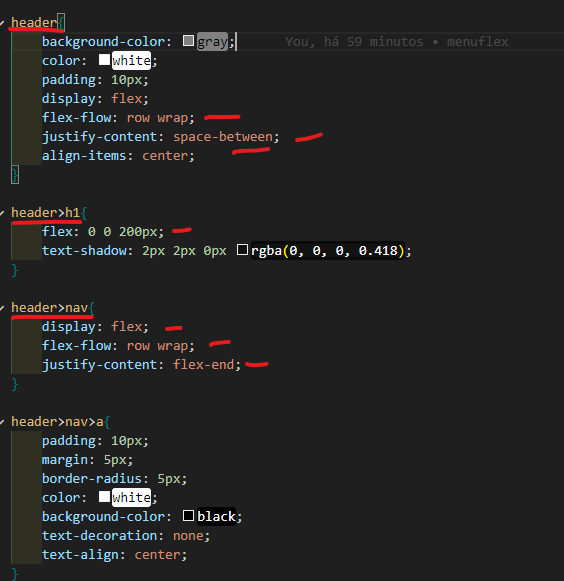 header{
background-color: gray; You, há 59 minutos • menuflex
color: white;
padding: 10px;
display: flex;
flex-flow: row wrap;
justify-content: space-between;
align-items: center;
}
header>h1{
flex: 0 0 200px;
text-shadow: 2px 2px 0px rgba(0, 0, 0, 0.418);
}
header>nav{
display: flex;
flex-flow: row wrap;
justify-content: flex-end;
}
header>nav>a{
padding: 10px;
margin: 5px;
border-radius: 5px;
color: white;
background-color: black;
text-decoration: none;
text-align: center;
}